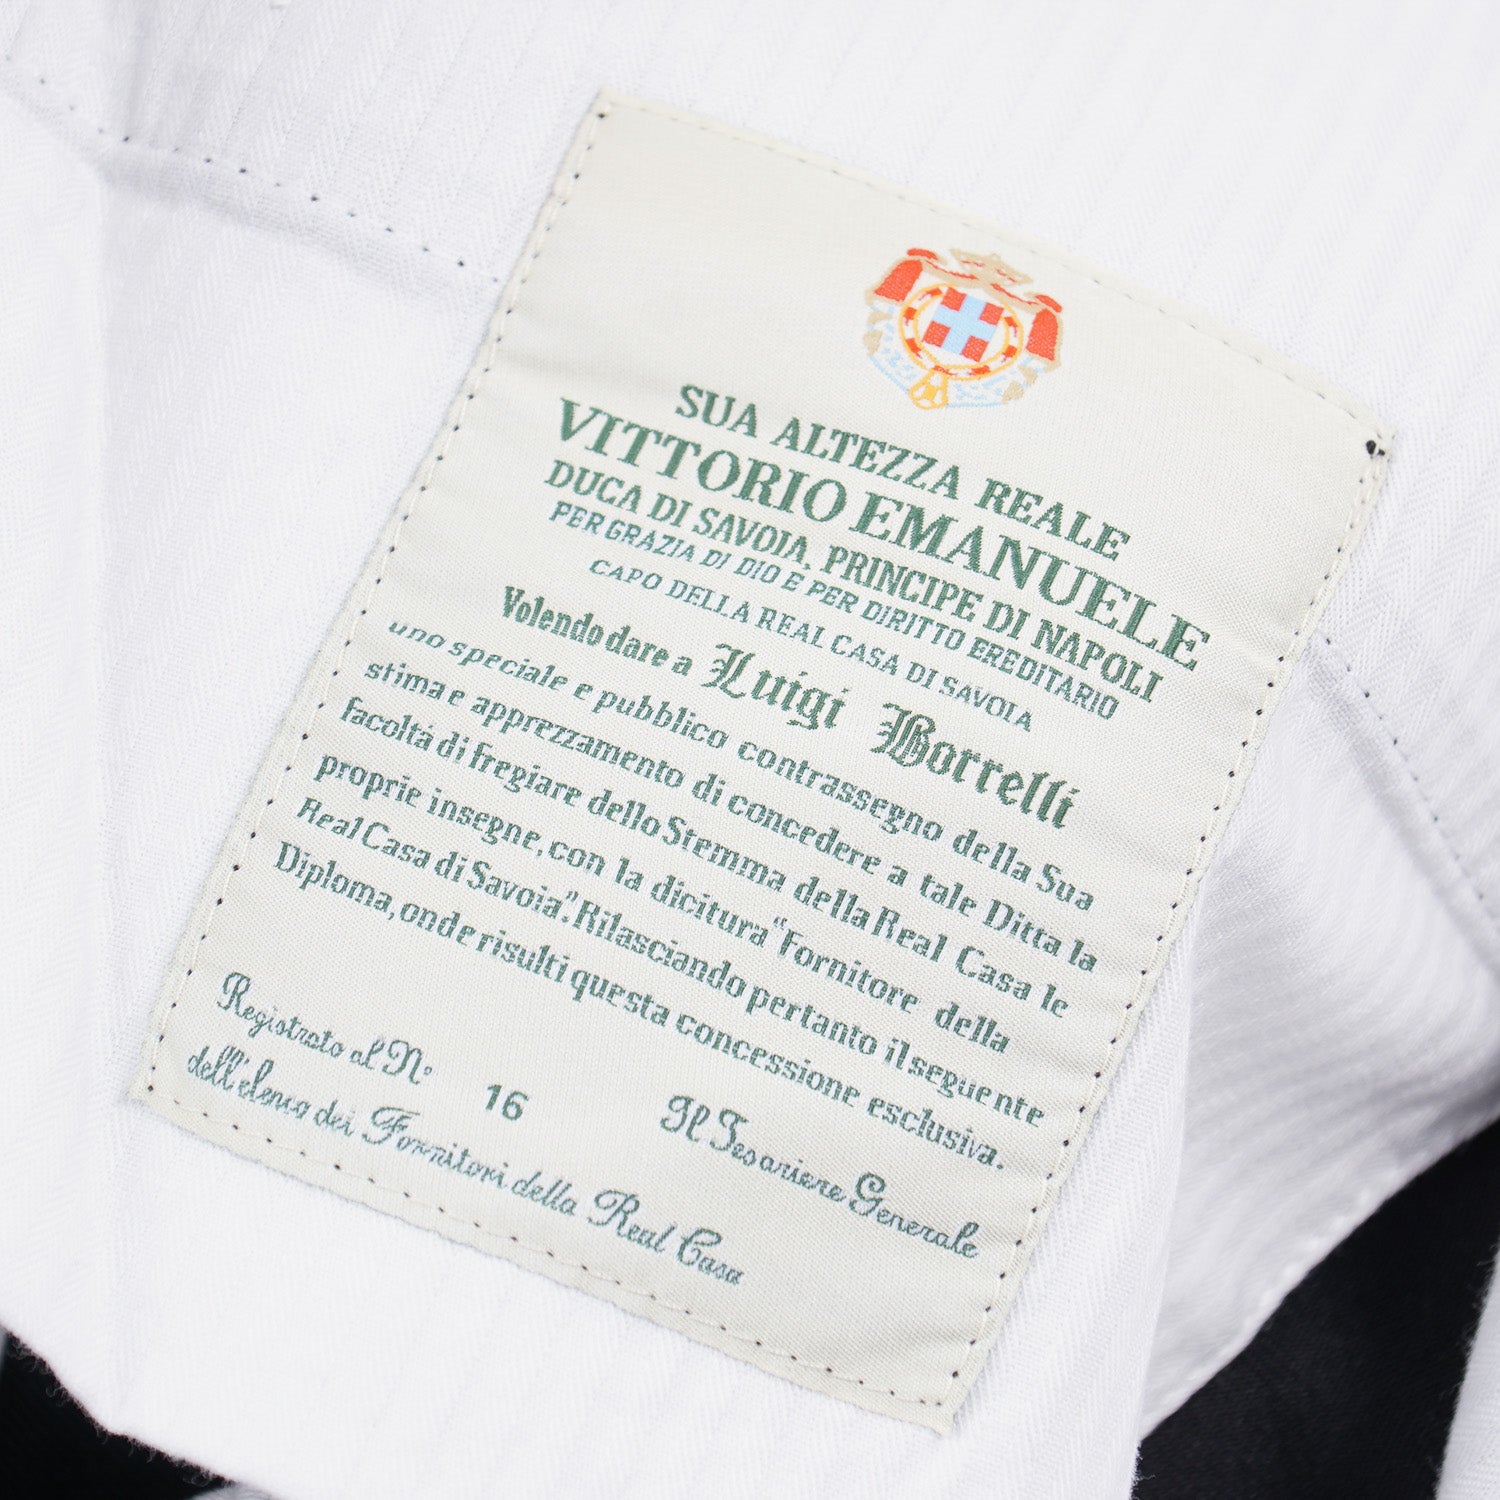 SUA ALTEZZA REALE
VITTORIO EMANUELE
DUCA DI SAVOIA, PRINCIPE DI NAPOLI
PER GRAZIA DI DIO E PER DIRITTO EREDITARIO
CAPO DELLA REAL CASA DI SAVOIA
Volendo dare a Luigi Borrelli
uno speciale e pubblico contrassegno della Sua
stima e apprezzamento di concedere a tale Ditta la
facoltá di fregiare dello Stemma della Real Casa le
proprie insegne, con la dicitura "Fornitore della
Real Casa di Savoia". Rilasciando pertanto il seguente
Diploma, onde risulti questa concessione esclusiva.
Registrato al N° 16 Il Tesoriere Generale
dell'elenco dei Fornitori della Real Casa